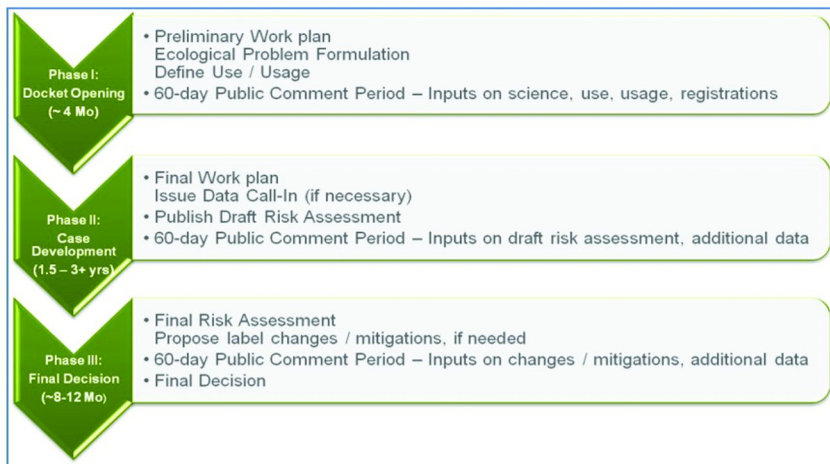 Phase I:
Docket Opening
(~ 4 Mo)
• Preliminary Work plan
Ecological Problem Formulation
Define Use / Usage
• 60-day Public Comment Period – Inputs on science, use, usage, registrations
Phase II:
Case
Development
(1.5 – 3+ yrs)
• Final Work plan
Issue Data Call-In (if necessary)
• Publish Draft Risk Assessment
• 60-day Public Comment Period – Inputs on draft risk assessment, additional data
Phase III:
Final Decision
(~8-12 Mo)
• Final Risk Assessment
Propose label changes / mitigations, if needed
• 60-day Public Comment Period – Inputs on changes / mitigations, additional data
• Final Decision